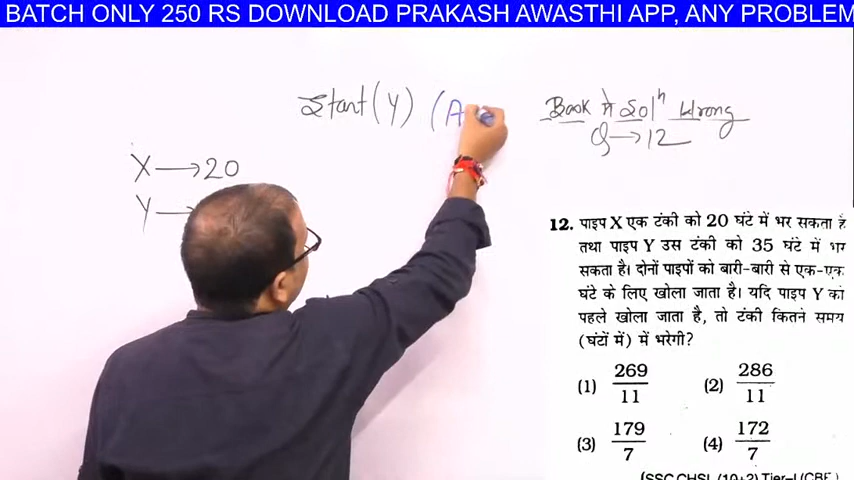 BATCH ONLY 250 RS DOWNLOAD PRAKASH AWASTHI APP, ANY PROBLEM
Start (Y) (A
Book में Solⁿ Wrong
Q → 12
X → 20
Y →
12. पाइप X एक टंकी को 20 घंटे में भर सकता है
तथा पाइप Y उस टंकी को 35 घंटे में भर
सकता है। दोनों पाइपों को बारी-बारी से एक-एक
घंटे के लिए खोला जाता है। यदि पाइप Y को
पहले खोला जाता है, तो टंकी कितने समय
(घंटों में) में भरेगी?
(1) 269/11 (2) 286/11
(3) 179/7 (4) 172/7
(SSC CHSL (10+2) Tier-I (CBE)